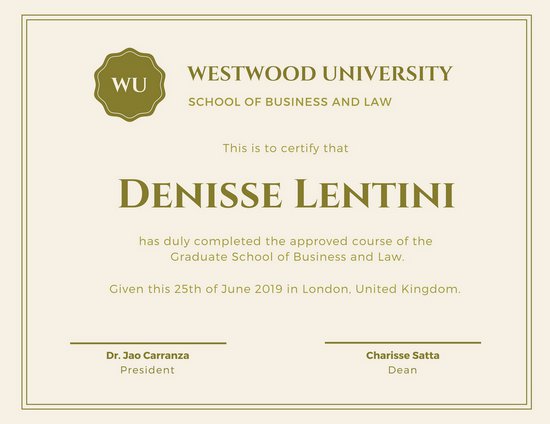 WU
WESTWOOD UNIVERSITY
SCHOOL OF BUSINESS AND LAW
This is to certify that
DENISSE LENTINI
has duly completed the approved course of the
Graduate School of Business and Law.
Given this 25th of June 2019 in London, United Kingdom.
Dr. Jao Carranza
President
Charisse Satta
Dean